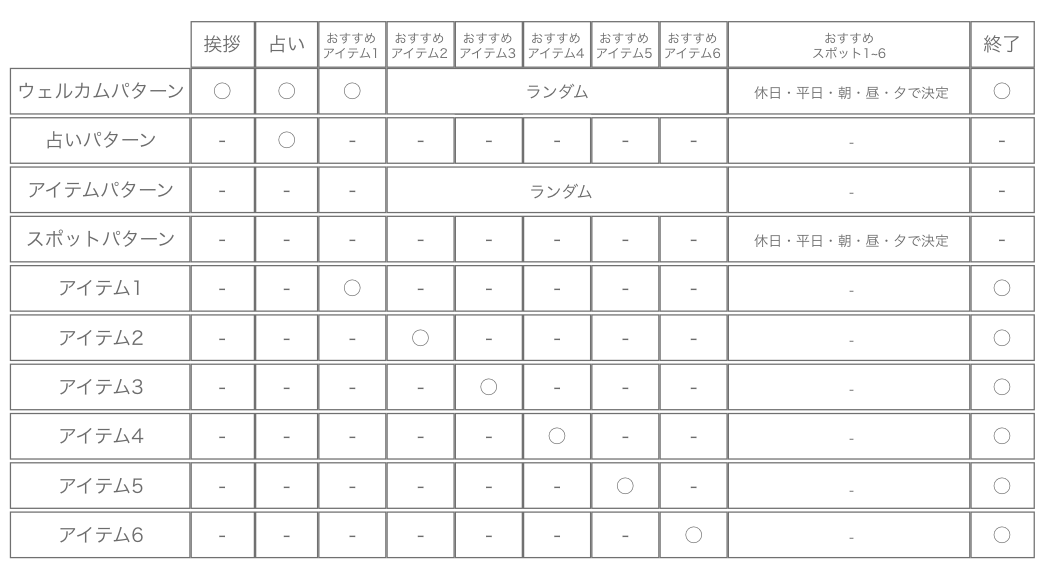 挨拶 占い おすすめ アイテム1 おすすめ アイテム2 おすすめ アイテム3 おすすめ アイテム4 おすすめ アイテム5 おすすめ アイテム6 おすすめ スポット1~6 終了
ウェルカムパターン ○ ○ ○ ランダム 休日・平日・朝・昼・夕で決定 ○
占いパターン - ○ - - - - - - - -
アイテムパターン - - - ランダム - -
スポットパターン - - - - - - - - 休日・平日・朝・昼・夕で決定 -
アイテム1 - - ○ - - - - - - ○
アイテム2 - - - ○ - - - - - ○
アイテム3 - - - - ○ - - - - ○
アイテム4 - - - - - ○ - - - ○
アイテム5 - - - - - - ○ - - ○
アイテム6 - - - - - - - ○ - ○